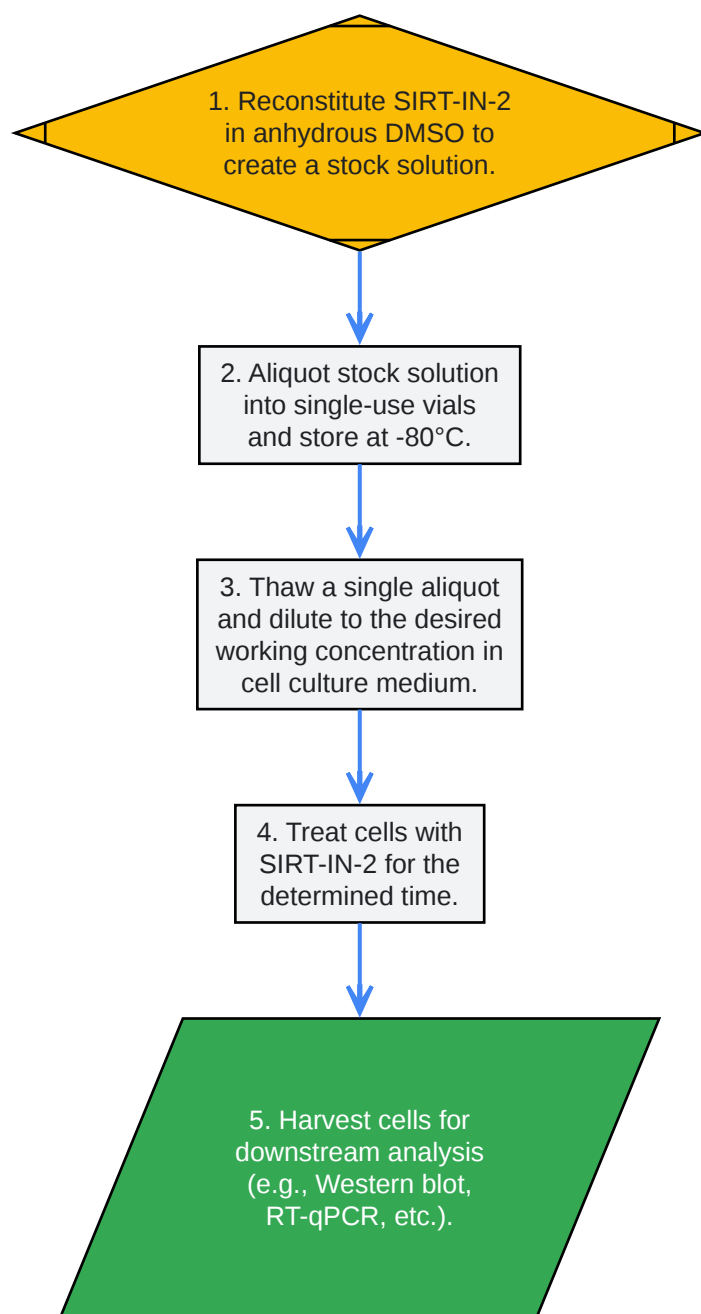 1. Reconstitute SIRT-IN-2
in anhydrous DMSO to
create a stock solution.
2. Aliquot stock solution
into single-use vials
and store at -80°C.
3. Thaw a single aliquot
and dilute to the desired
working concentration in
cell culture medium.
4. Treat cells with
SIRT-IN-2 for the
determined time.
5. Harvest cells for
downstream analysis
(e.g., Western blot,
RT-qPCR, etc.).